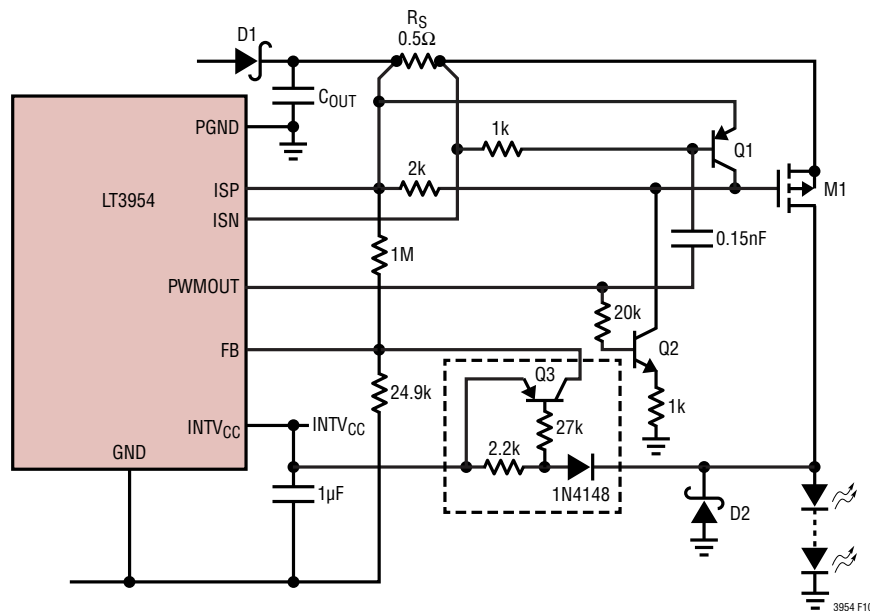 D1
RS
0.5Ω
COUT
PGND
1k
Q1
LT3954
ISP
2k
M1
ISN
1M
0.15nF
PWMOUT
20k
Q2
FB
Q3
24.9k
1k
INTVCC
INTVCC
27k
GND
2.2k
1µF
1N4148
D2
3954 F10